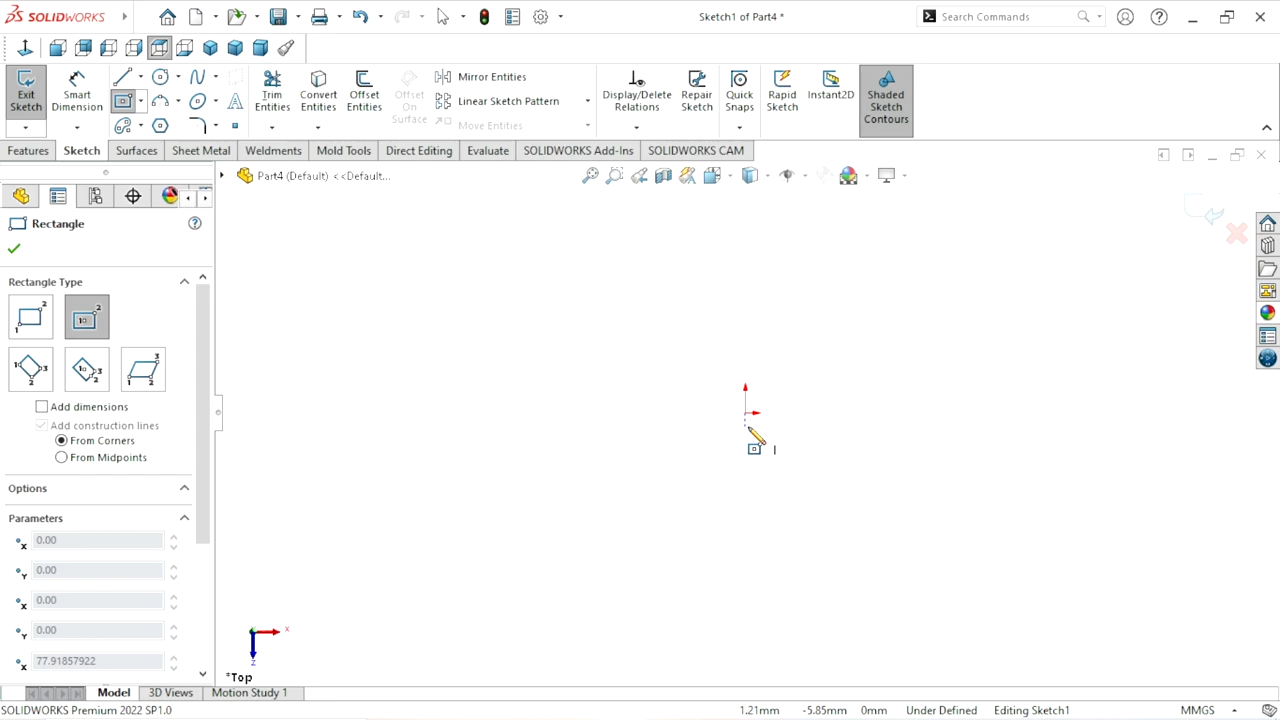 SOLIDWORKS
Sketch1 of Part4 *
Search Commands
Exit Sketch
Smart Dimension
Trim Entities
Convert Entities
Offset Entities
Offset On Surface
Mirror Entities
Linear Sketch Pattern
Move Entities
Display/Delete Relations
Repair Sketch
Quick Snaps
Rapid Sketch
Instant2D
Shaded Sketch Contours
Features Sketch Surfaces Sheet Metal Weldments Mold Tools Direct Editing Evaluate SOLIDWORKS Add-Ins SOLIDWORKS CAM
Part4 (Default) <<Default...
Rectangle
Rectangle Type
Add dimensions
Add construction lines
From Corners
From Midpoints
Options
Parameters
x 0.00
Y 0.00
x 0.00
Y 0.00
x 77.91857922
X
Z
*Top
Model 3D Views Motion Study 1
SOLIDWORKS Premium 2022 SP1.0 1.21mm -5.85mm 0mm Under Defined Editing Sketch1 MMGS